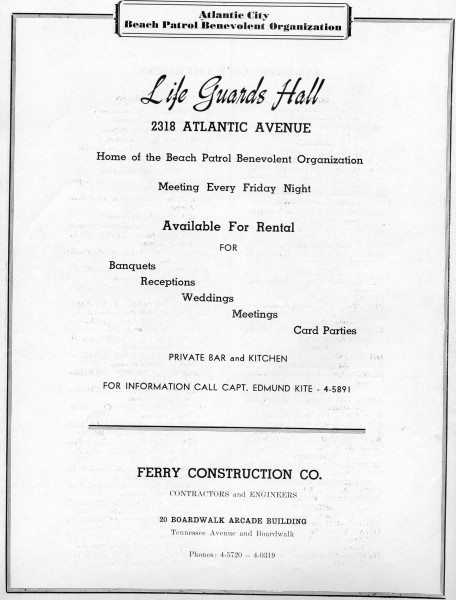 Atlantic City
Beach Patrol Benevolent Organization
Life Guards Hall
2318 ATLANTIC AVENUE
Home of the Beach Patrol Benevolent Organization
Meeting Every Friday Night
Available For Rental
FOR
Banquets
Receptions
Weddings
Meetings
Card Parties
PRIVATE BAR and KITCHEN
FOR INFORMATION CALL CAPT. EDMUND KITE - 4-5891
FERRY CONSTRUCTION CO.
CONTRACTORS and ENGINEERS
20 BOARDWALK ARCADE BUILDING
Tennessee Avenue and Boardwalk
Phones: 4-5720 - 4-0319